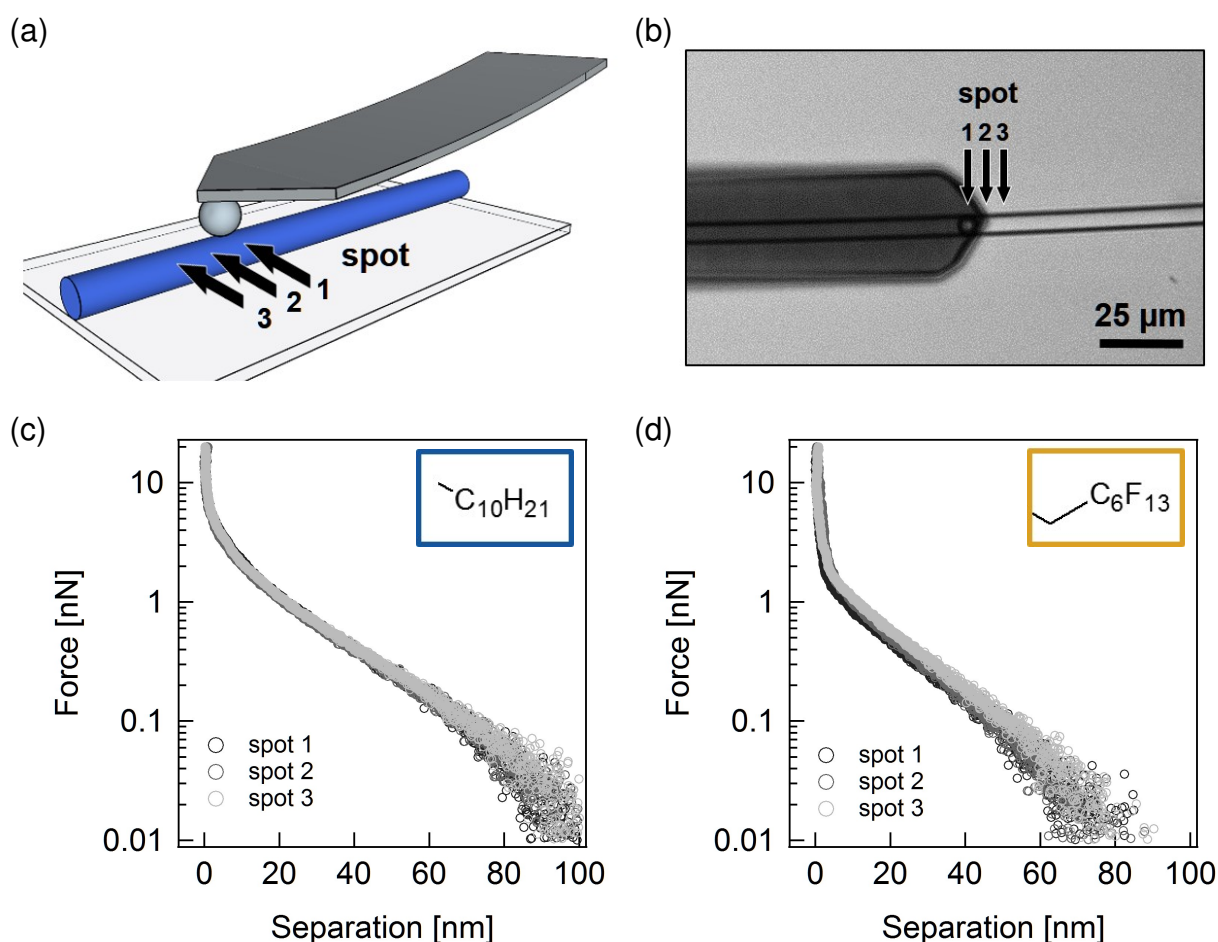 (a)
spot
1
2
3
(b)
spot
1 2 3
25 µm
(c)
C10H21
10
1
0.1
0.01
Force [nN]
spot 1
spot 2
spot 3
0 20 40 60 80 100
Separation [nm]
(d)
C6F13
10
1
0.1
0.01
Force [nN]
spot 1
spot 2
spot 3
0 20 40 60 80 100
Separation [nm]